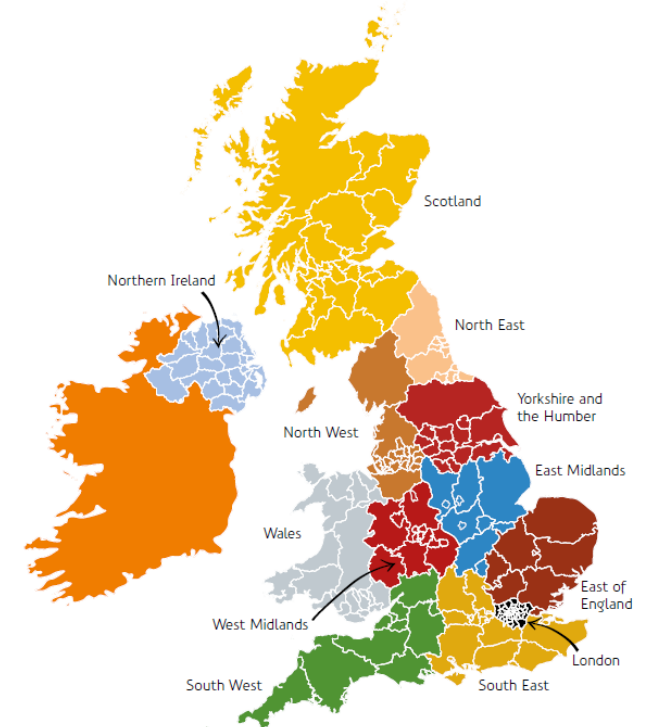 Scotland
Northern Ireland
North East
Yorkshire and
the Humber
North West
East Midlands
Wales
East of
England
West Midlands
London
South West
South East